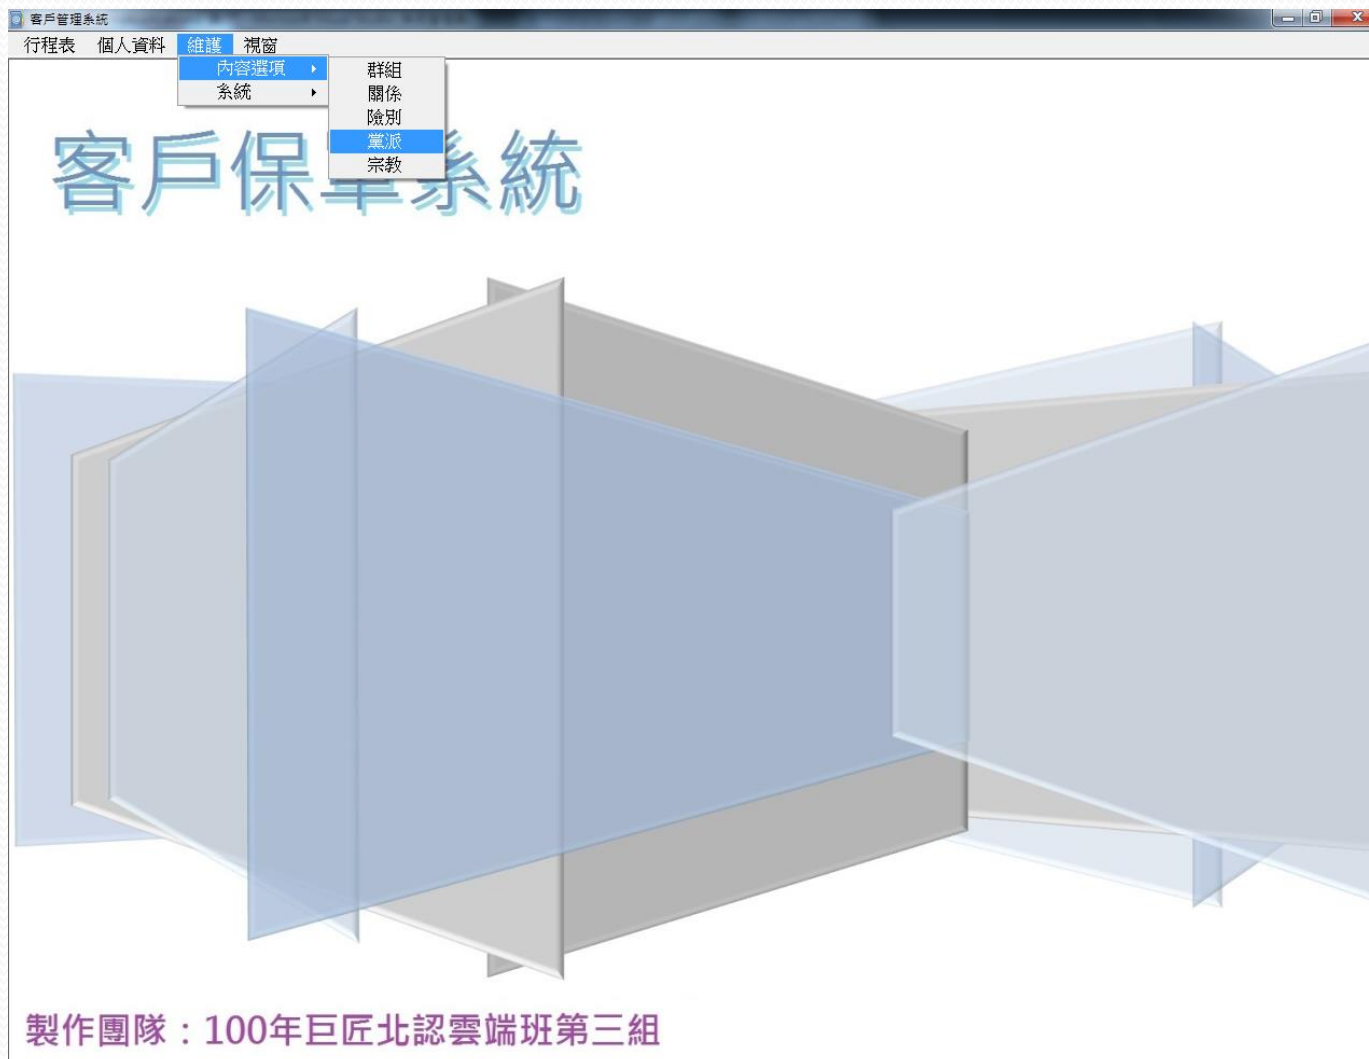 客戶管理系統
行程表 個人資料 維護 視窗
內容選項
系統
群組
關係
險別
黨派
宗教
客戶保單系統
製作團隊：100年巨匠北認雲端班第三組